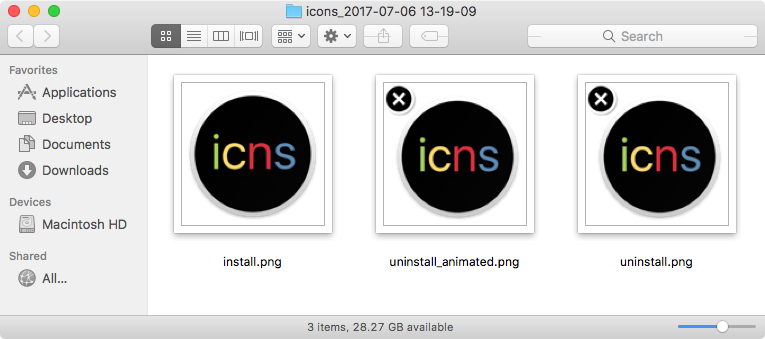 icons_2017-07-06 13-19-09
Search
Favorites
Applications
Desktop
Documents
Downloads
Devices
Macintosh HD
Shared
All...
icns
icns
icns
install.png
uninstall_animated.png
uninstall.png
3 items, 28.27 GB available